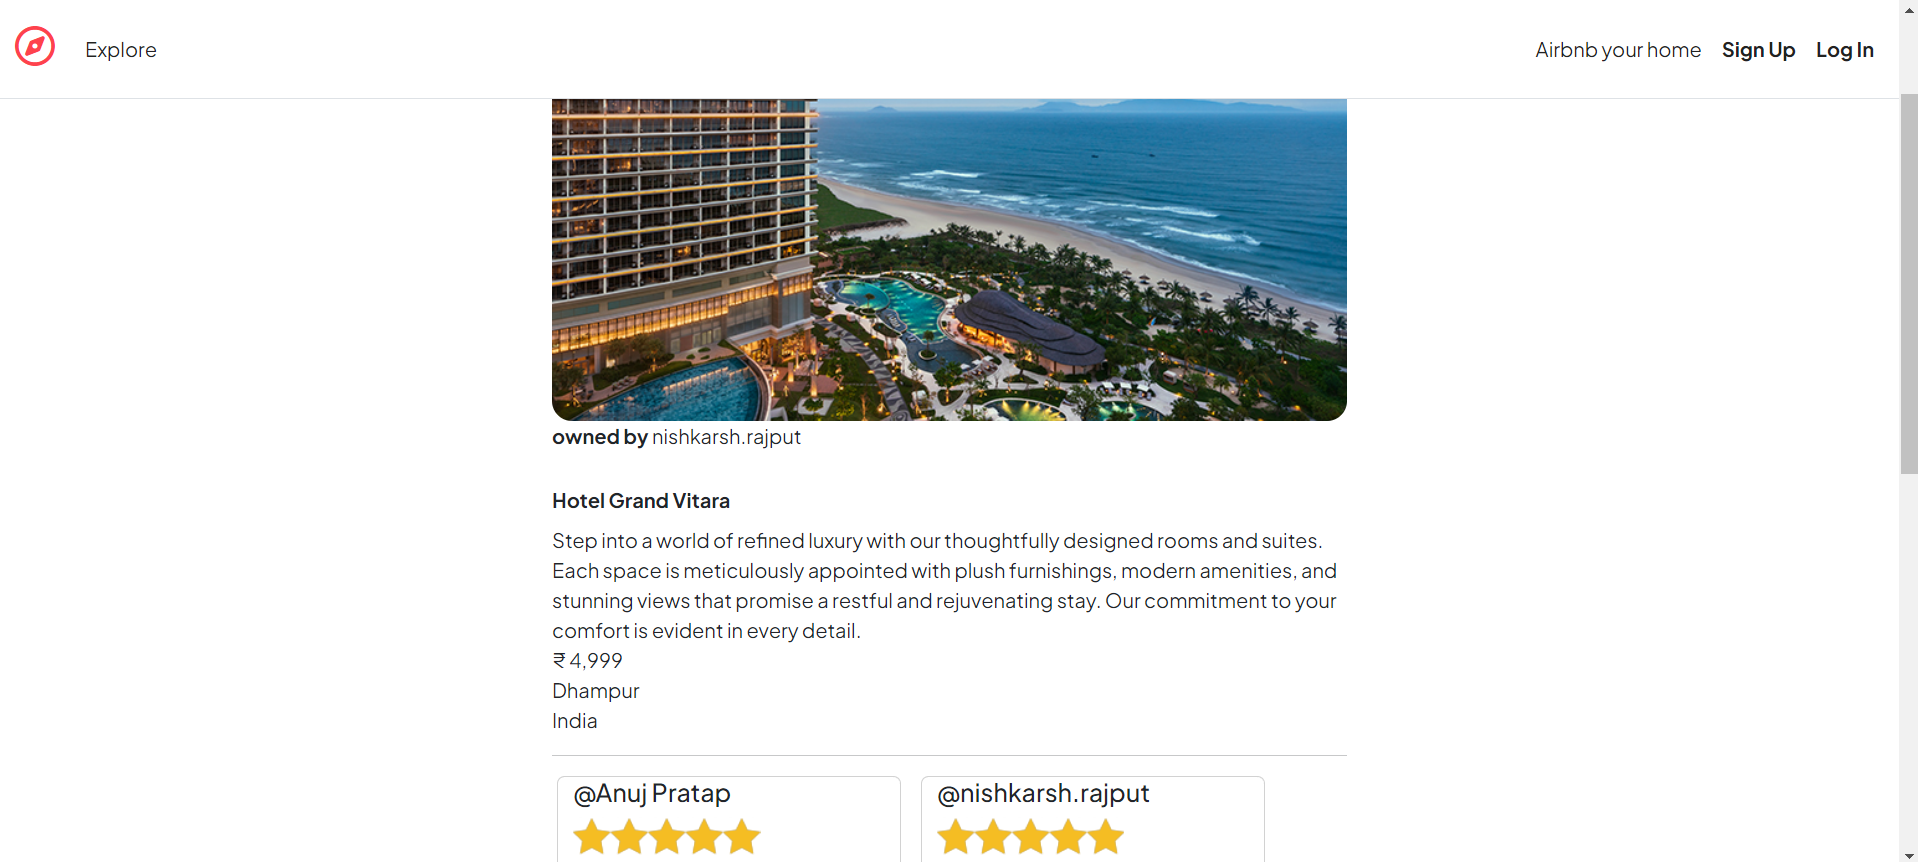 Explore
Airbnb your home Sign Up Log In
owned by nishkarsh.rajput
Hotel Grand Vitara
Step into a world of refined luxury with our thoughtfully designed rooms and suites.
Each space is meticulously appointed with plush furnishings, modern amenities, and
stunning views that promise a restful and rejuvenating stay. Our commitment to your
comfort is evident in every detail.
₹ 4,999
Dhampur
India
@Anuj Pratap
@nishkarsh.rajput